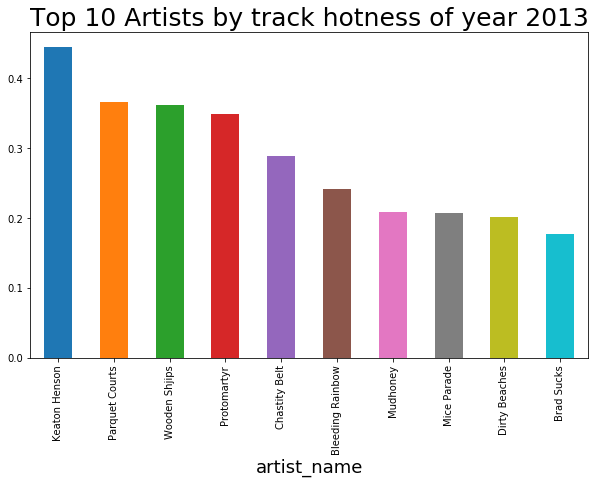 Top 10 Artists by track hotness of year 2013
0.4
0.3
0.2
0.1
0.0
Keaton Henson
Parquet Courts
Wooden Shjips
Protomartyr
Chastity Belt
Bleeding Rainbow
Mudhoney
Mice Parade
Dirty Beaches
Brad Sucks
artist_name